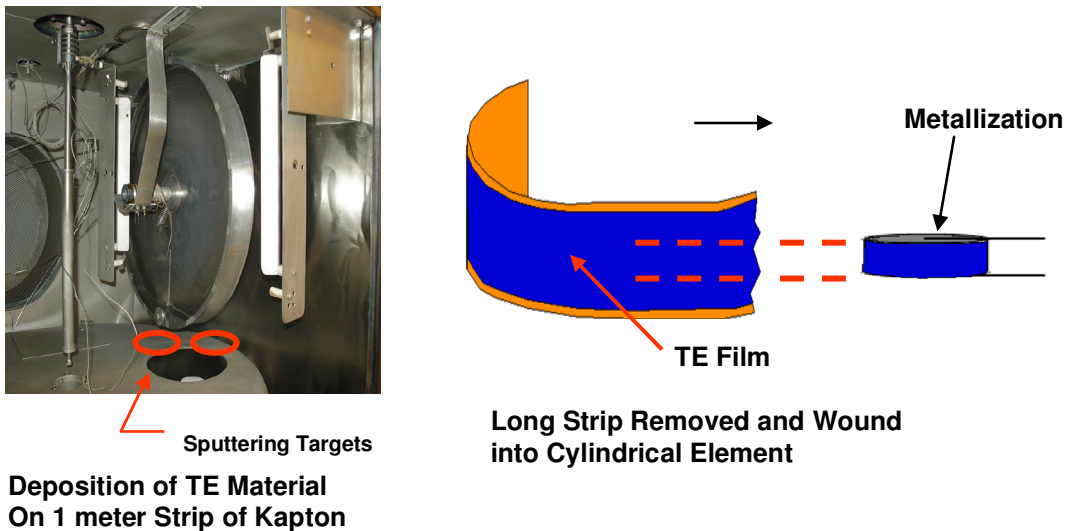 Sputtering Targets
Deposition of TE Material
On 1 meter Strip of Kapton
Metallization
TE Film
Long Strip Removed and Wound
into Cylindrical Element